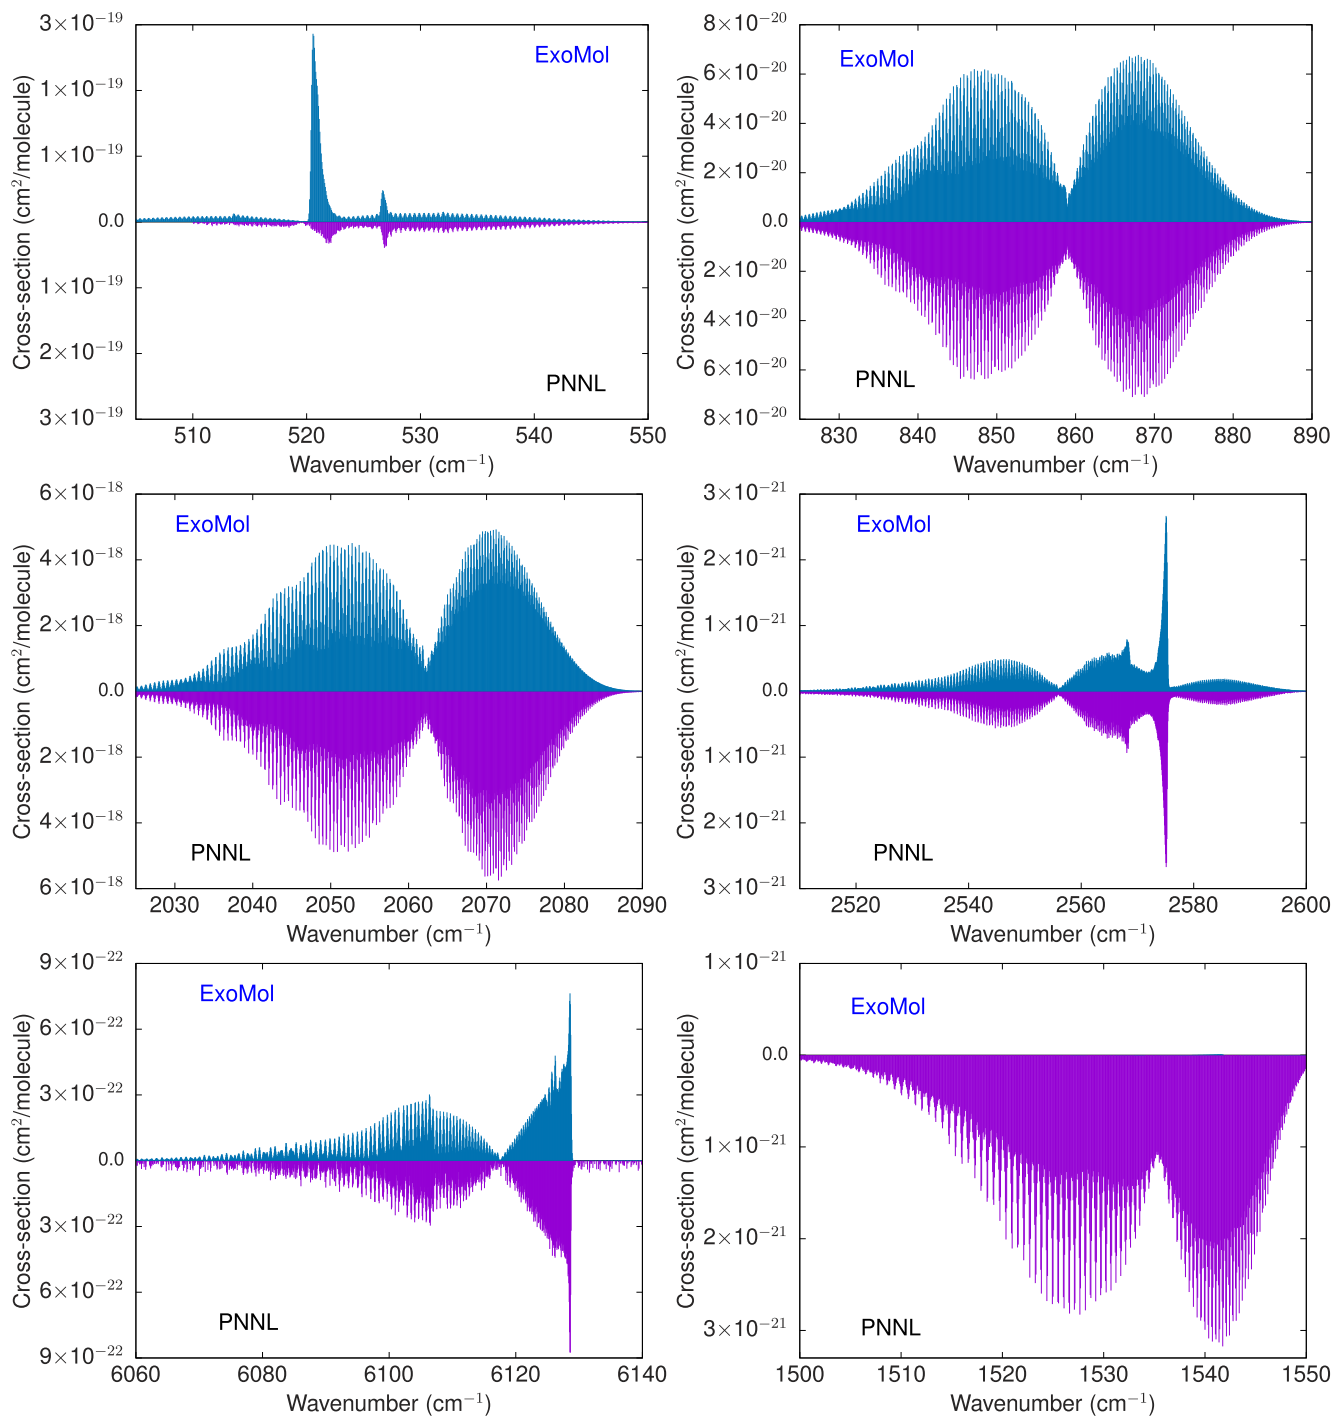 3×10⁻¹⁹
1×10⁻¹⁹
1×10⁻¹⁹
0.0
1×10⁻¹⁹
2×10⁻¹⁹
3×10⁻¹⁹
Cross-section (cm²/molecule)
ExoMol
PNNL
510 520 530 540 550
Wavenumber (cm⁻¹)
8×10⁻²⁰
6×10⁻²⁰
4×10⁻²⁰
2×10⁻²⁰
0.0
2×10⁻²⁰
4×10⁻²⁰
6×10⁻²⁰
8×10⁻²⁰
Cross-section (cm²/molecule)
ExoMol
PNNL
830 840 850 860 870 880 890
Wavenumber (cm⁻¹)
6×10⁻¹⁸
4×10⁻¹⁸
2×10⁻¹⁸
0.0
2×10⁻¹⁸
4×10⁻¹⁸
6×10⁻¹⁸
Cross-section (cm²/molecule)
ExoMol
PNNL
2030 2040 2050 2060 2070 2080 2090
Wavenumber (cm⁻¹)
3×10⁻²¹
2×10⁻²¹
1×10⁻²¹
0.0
1×10⁻²¹
2×10⁻²¹
3×10⁻²¹
Cross-section (cm²/molecule)
ExoMol
PNNL
2520 2540 2560 2580 2600
Wavenumber (cm⁻¹)
9×10⁻²²
6×10⁻²²
3×10⁻²²
0.0
3×10⁻²²
6×10⁻²²
9×10⁻²²
Cross-section (cm²/molecule)
ExoMol
PNNL
6060 6080 6100 6120 6140
Wavenumber (cm⁻¹)
1×10⁻²¹
0.0
1×10⁻²¹
2×10⁻²¹
3×10⁻²¹
Cross-section (cm²/molecule)
ExoMol
PNNL
1500 1510 1520 1530 1540 1550
Wavenumber (cm⁻¹)